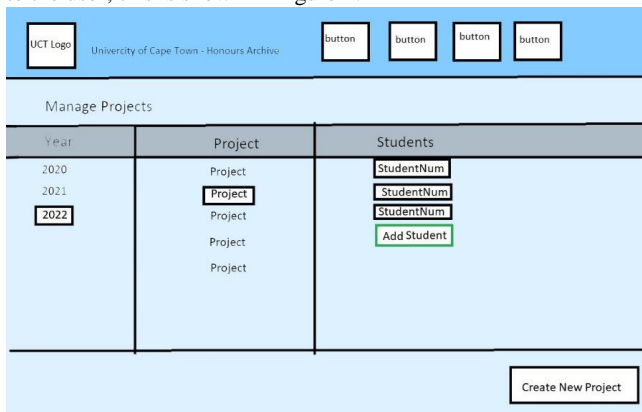 UCT Logo
Univercity of Cape Town - Honours Archive
button
button
button
button
Manage Projects
Year
Project
Students
2020
Project
StudentNum
2021
Project
StudentNum
2022
Project
StudentNum
Project
Add Student
Project
Create New Project